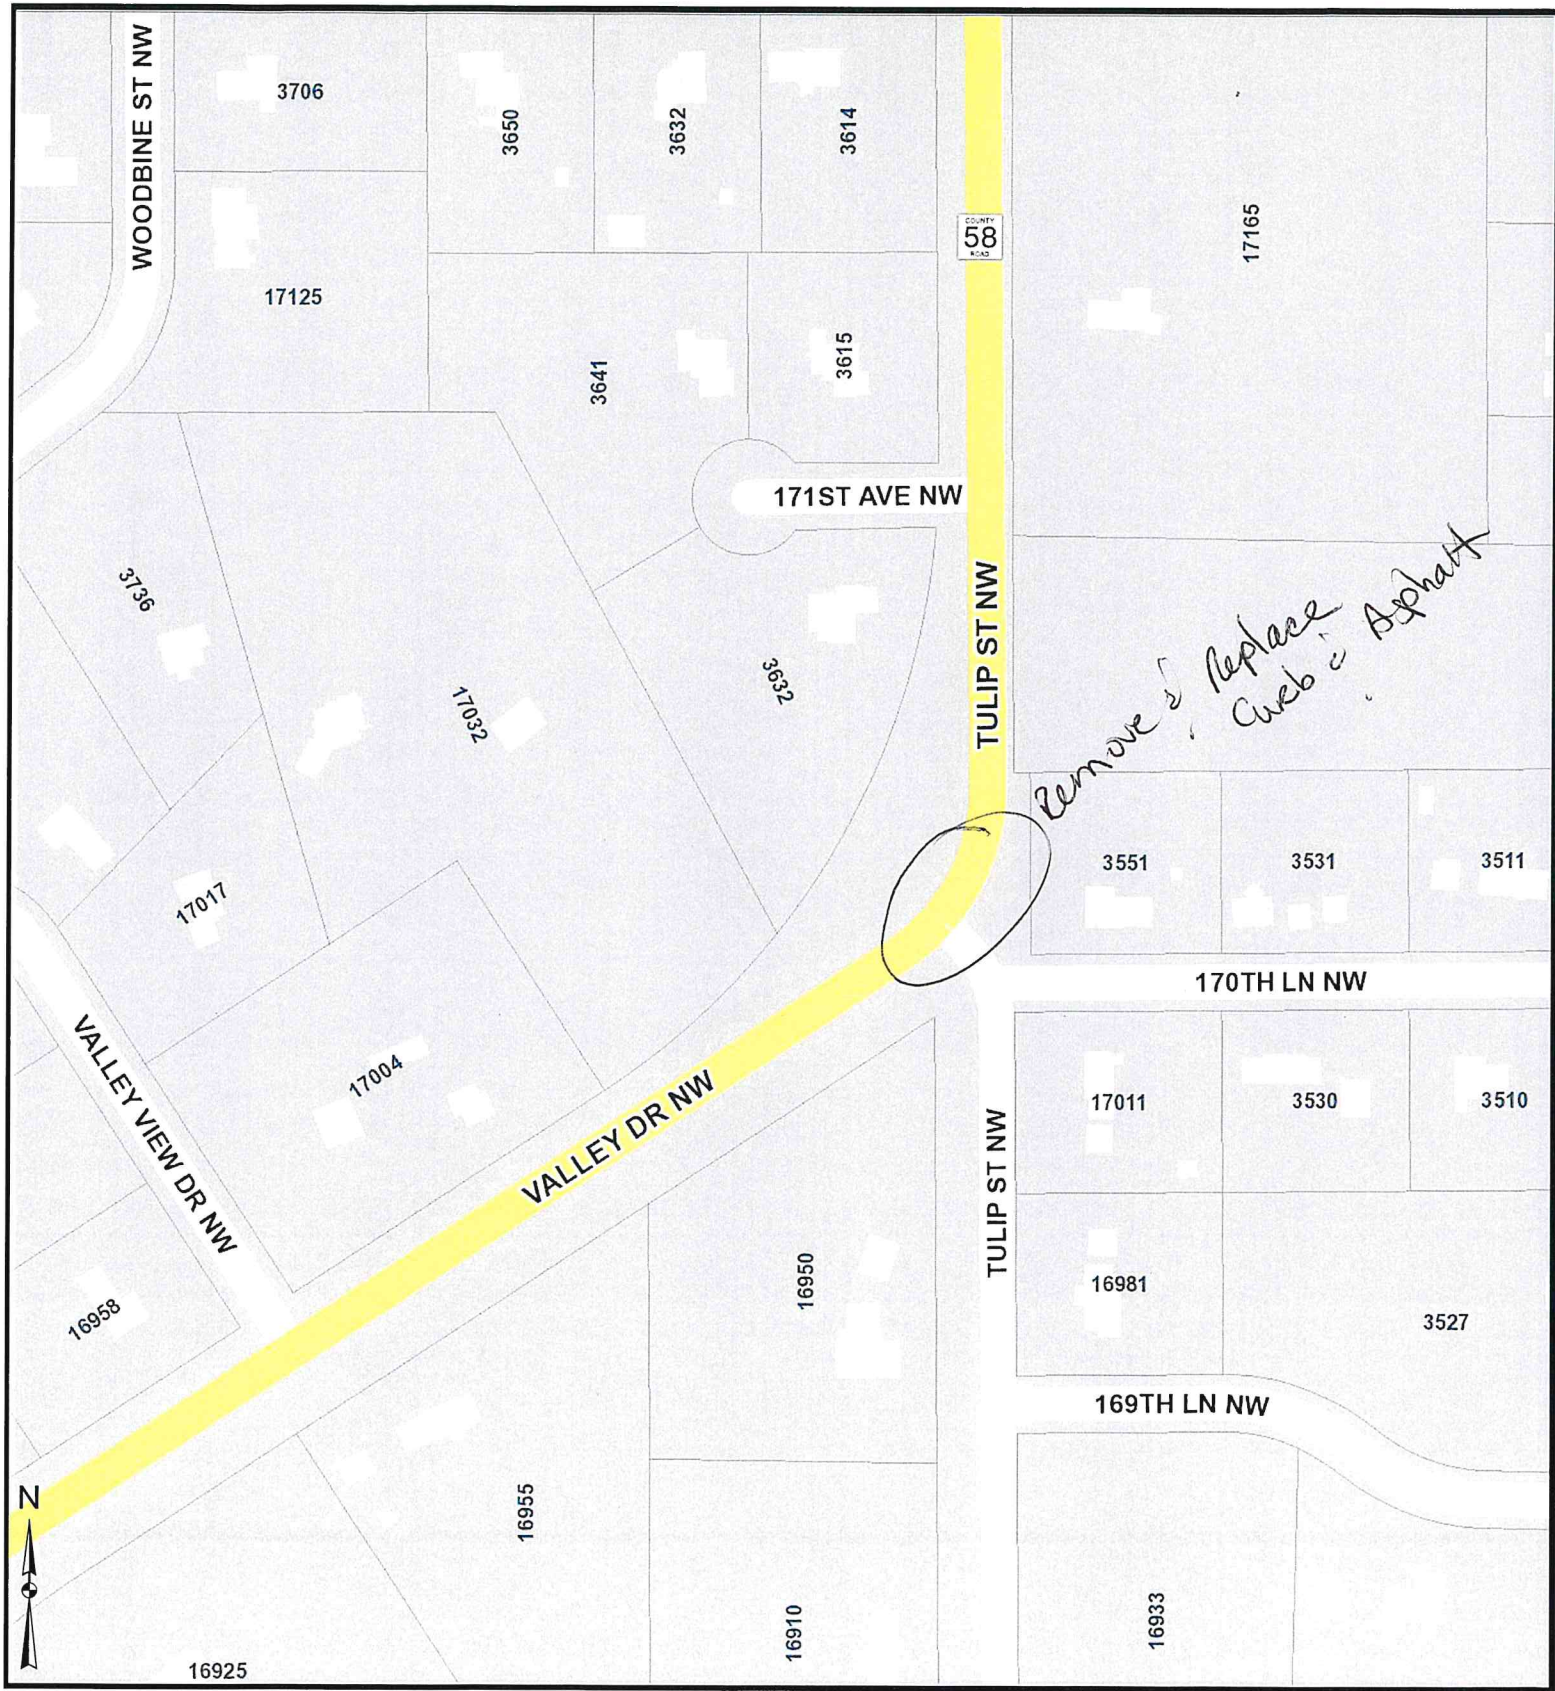 WOODBINE ST NW
3706
3650
3632
3614
COUNTY
58
ROAD
17165
17125
3641
3615
171ST AVE NW
3736
17032
3632
TULIP ST NW
Remove & Replace
Curb & Asphalt
17017
3551
3531
3511
170TH LN NW
VALLEY VIEW DR NW
17004
VALLEY DR NW
17011
3530
3510
TULIP ST NW
16958
16950
16981
3527
169TH LN NW
N
16955
16910
16933
16925